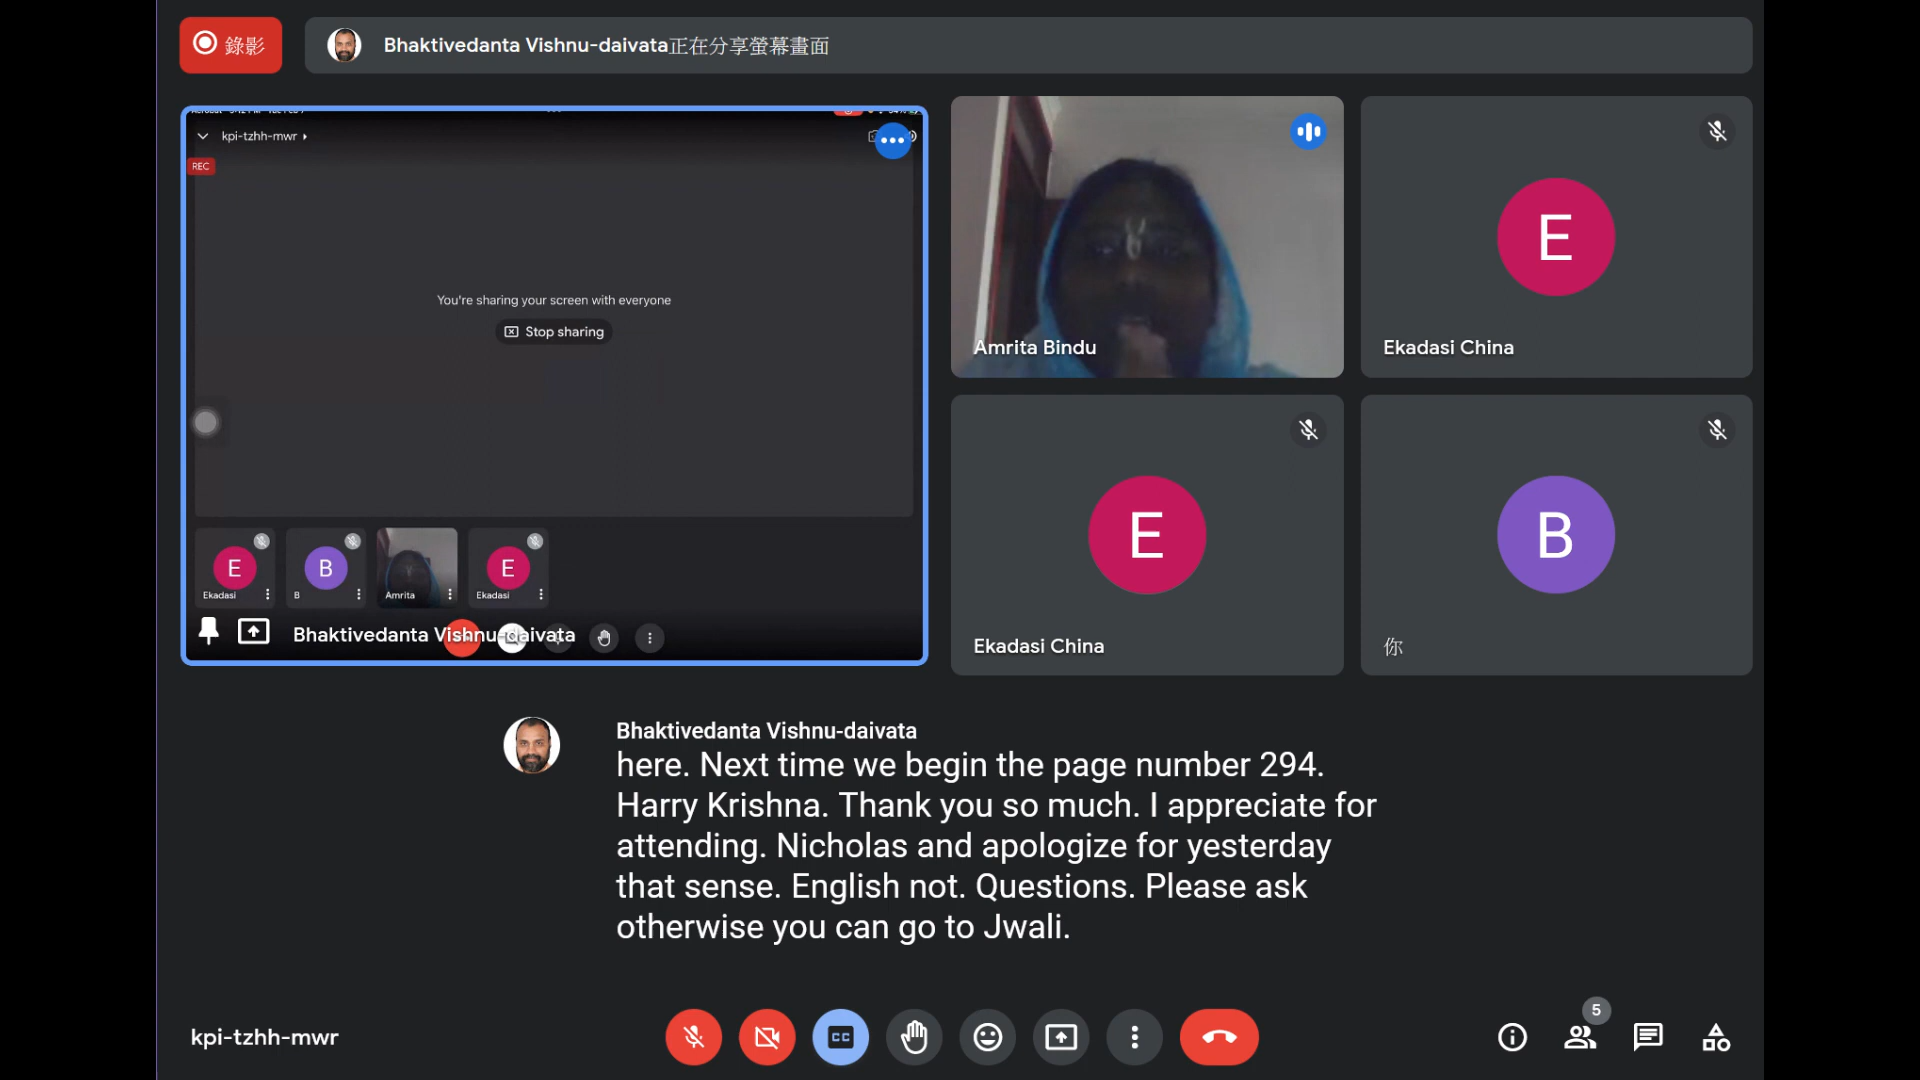 錄影
Bhaktivedanta Vishnu-daivata正在分享螢幕畫面
kpi-tzhh-mwr
REC
You're sharing your screen with everyone
Stop sharing
Ekadasi
B
Amrita
Ekadasi
E
B
E
Bhaktivedanta Vishnu-daivata
Amrita Bindu
E
Ekadasi China
E
Ekadasi China
B
你
Bhaktivedanta Vishnu-daivata
here. Next time we begin the page number 294.
Harry Krishna. Thank you so much. I appreciate for
attending. Nicholas and apologize for yesterday
that sense. English not. Questions. Please ask
otherwise you can go to Jwali.
kpi-tzhh-mwr
CC
5